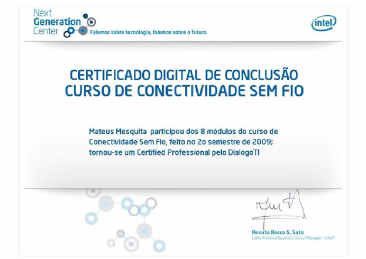 Next
Generation
Center
Falemos sobre tecnologia, falemos sobre o futuro.
intel
CERTIFICADO DIGITAL DE CONCLUSÃO
CURSO DE CONECTIVIDADE SEM FIO
Mateus Mesquita participou dos 8 módulos do curso de
Conectividade Sem Fio, feito no 2o semestre de 2009;
tornou-se um Certified Professional pelo DialogoTI
Renato Rocco S. Sato